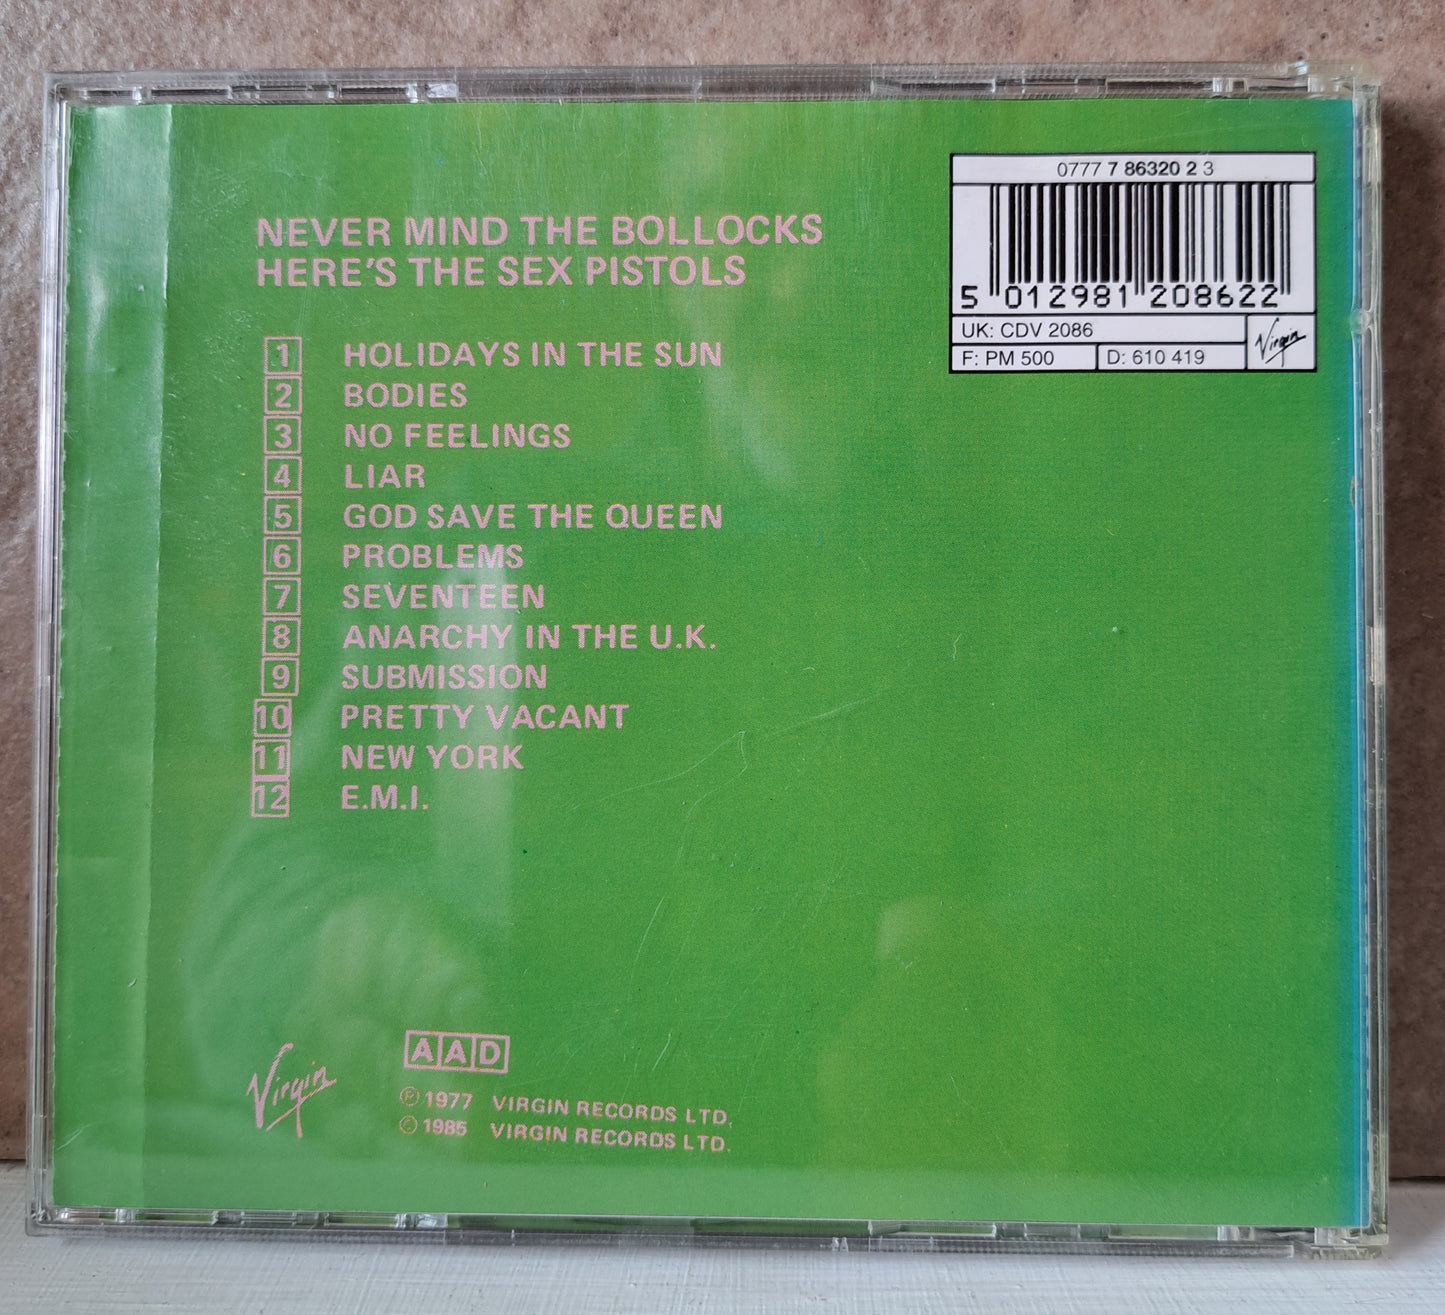 0777 7 86320 2 3
5 012981 208622
UK: CDV 2086
F: PM 500
D: 610 419
Virgin
NEVER MIND THE BOLLOCKS
HERE'S THE SEX PISTOLS
1 HOLIDAYS IN THE SUN
2 BODIES
3 NO FEELINGS
4 LIAR
5 GOD SAVE THE QUEEN
6 PROBLEMS
7 SEVENTEEN
8 ANARCHY IN THE U.K.
9 SUBMISSION
10 PRETTY VACANT
11 NEW YORK
12 E.M.I.
Virgin
AAD
Ⓟ 1977 VIRGIN RECORDS LTD.
© 1985 VIRGIN RECORDS LTD.